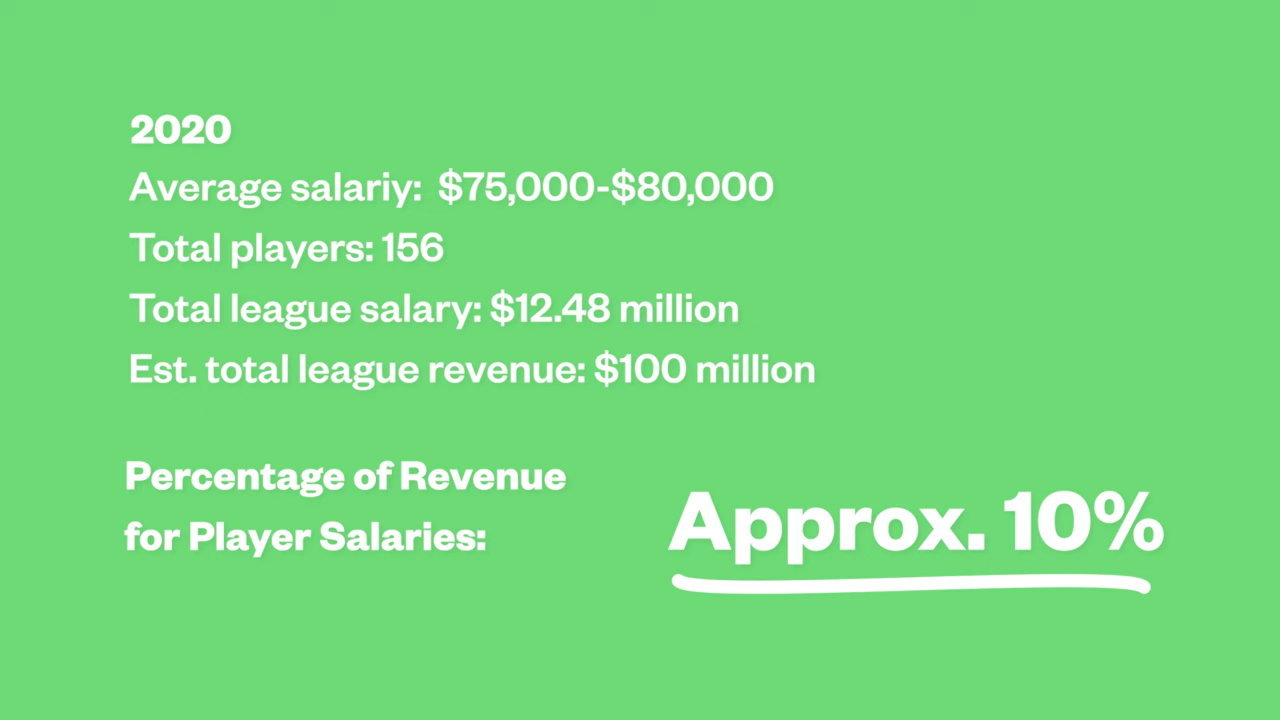 2020
Average salariy: $75,000-$80,000
Total players: 156
Total league salary: $12.48 million
Est. total league revenue: $100 million
Percentage of Revenue
for Player Salaries:
Approx. 10%